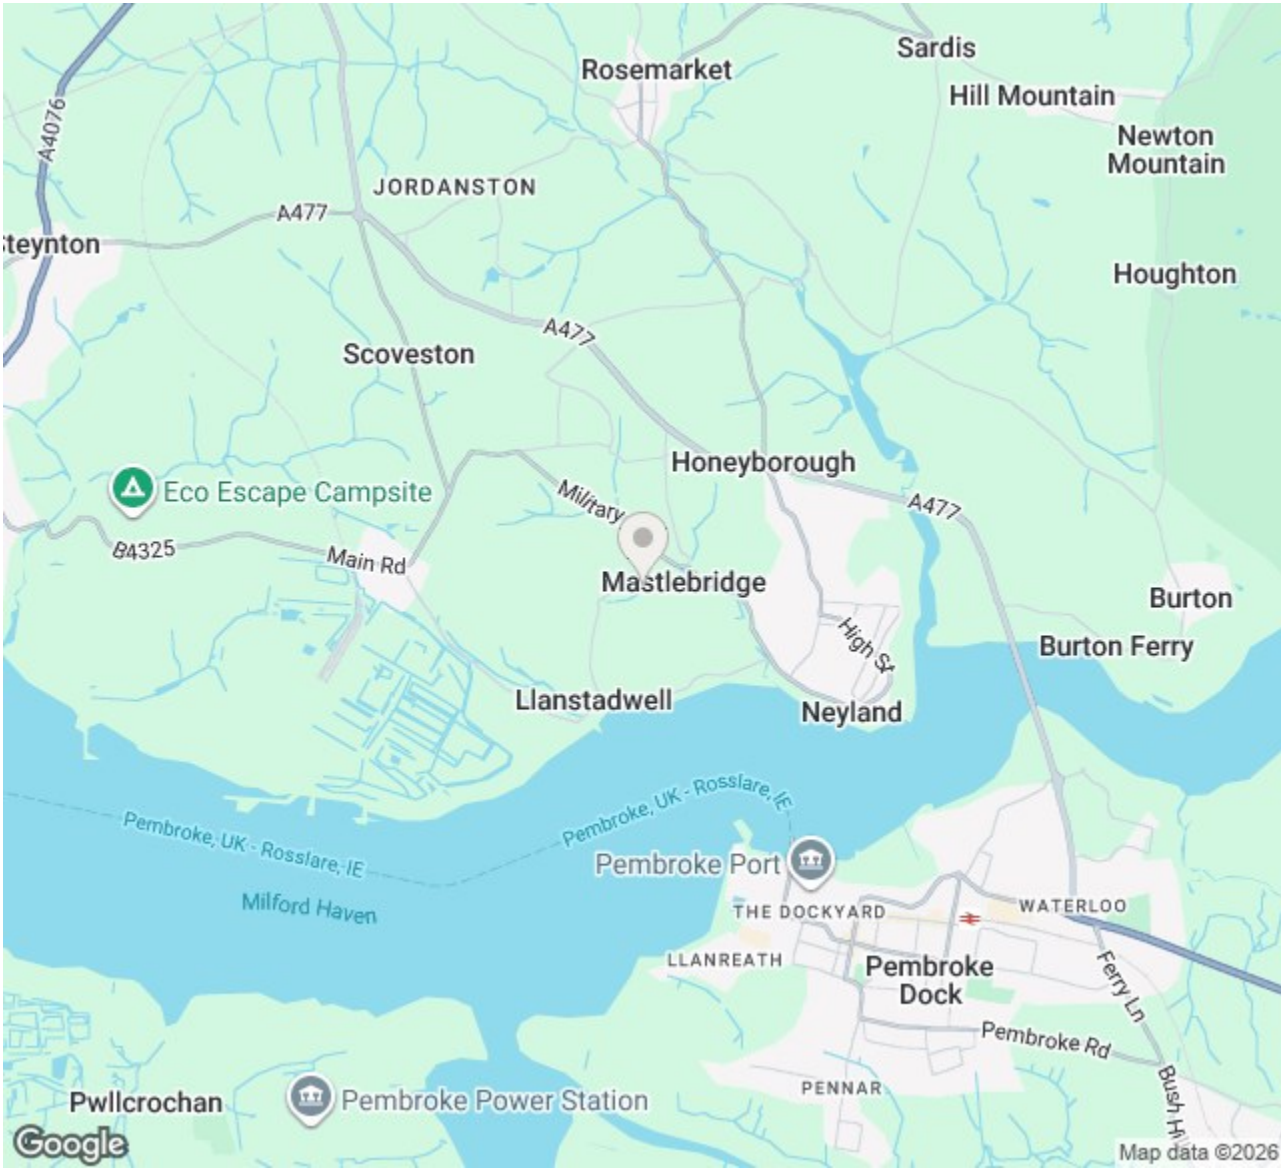 Sardis
Rosemarket
Hill Mountain
A4076
Newton
Mountain
JORDANSTON
A477
Steynton
Houghton
A477
Scoveston
Honeyborough
Eco Escape Campsite
Military
A477
B4325
Main Rd
Mastlebridge
Burton
High St
Burton Ferry
Llanstadwell
Neyland
Pembroke, UK - Rosslare, IE
Pembroke, UK - Rosslare, IE
Pembroke Port
Milford Haven
THE DOCKYARD
WATERLOO
LLANREATH
Pembroke
Dock
Ferry Ln
Pembroke Rd
PENNAR
Pwllcrochan
Pembroke Power Station
Bush Hil
Google
Map data ©2026